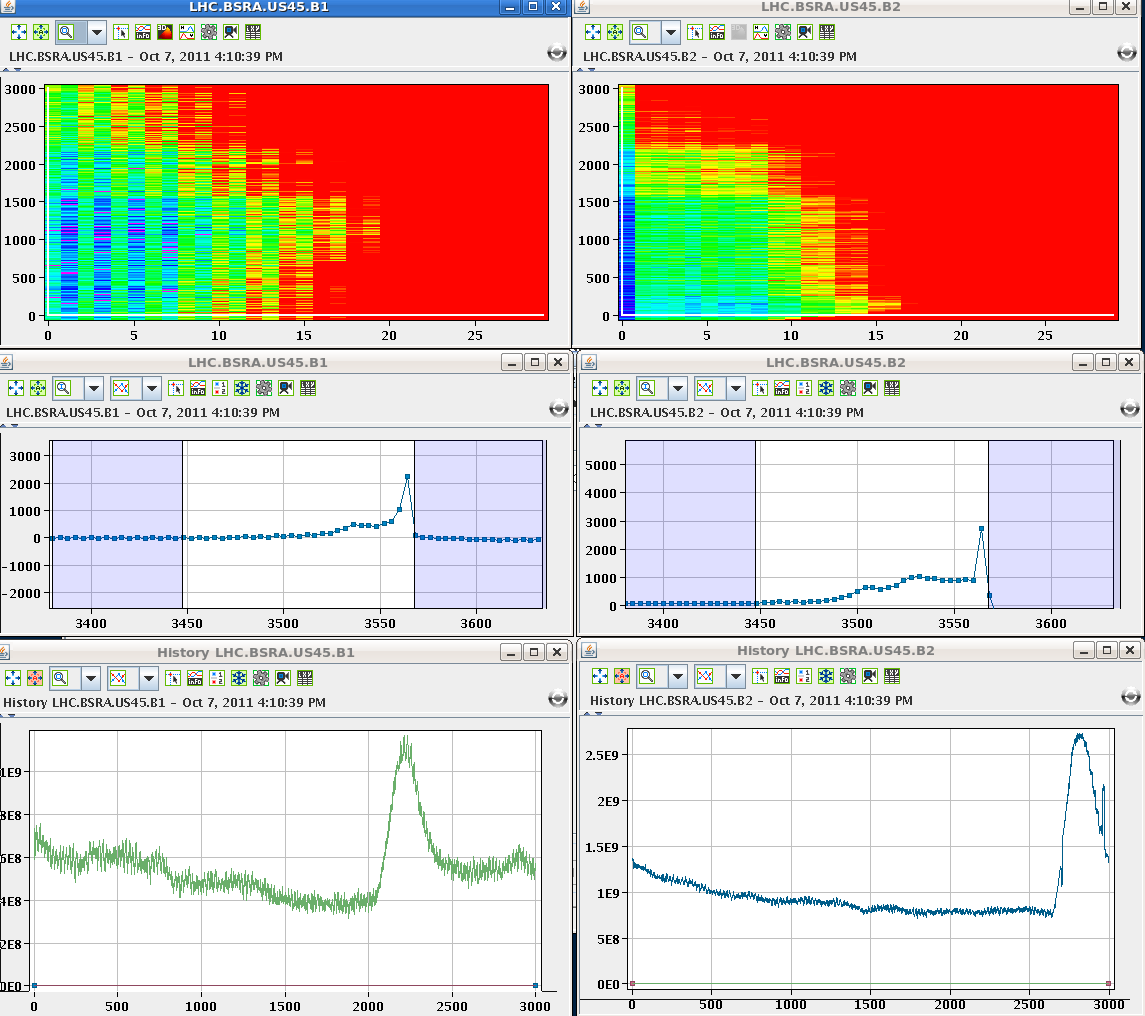 LHC.BSRA.US45.B1
LHC.BSRA.US45.B1 - Oct 7, 2011 4:10:39 PM
3000
2500
2000
1500
1000
500
0
0 5 10 15 20 25
LHC.BSRA.US45.B2
LHC.BSRA.US45.B2 - Oct 7, 2011 4:10:39 PM
3000
2500
2000
1500
1000
500
0
0 5 10 15 20 25
LHC.BSRA.US45.B1
LHC.BSRA.US45.B1 - Oct 7, 2011 4:10:39 PM
3000
2000
1000
0
-1000
-2000
3400 3450 3500 3550 3600
LHC.BSRA.US45.B2
LHC.BSRA.US45.B2 - Oct 7, 2011 4:10:39 PM
5000
4000
3000
2000
1000
0
3400 3450 3500 3550 3600
History LHC.BSRA.US45.B1
History LHC.BSRA.US45.B1 - Oct 7, 2011 4:10:39 PM
1E9
8E8
6E8
4E8
2E8
0E0
0 500 1000 1500 2000 2500 3000
History LHC.BSRA.US45.B2
History LHC.BSRA.US45.B2 - Oct 7, 2011 4:10:39 PM
2.5E9
2E9
1.5E9
1E9
5E8
0E0
0 500 1000 1500 2000 2500 3000